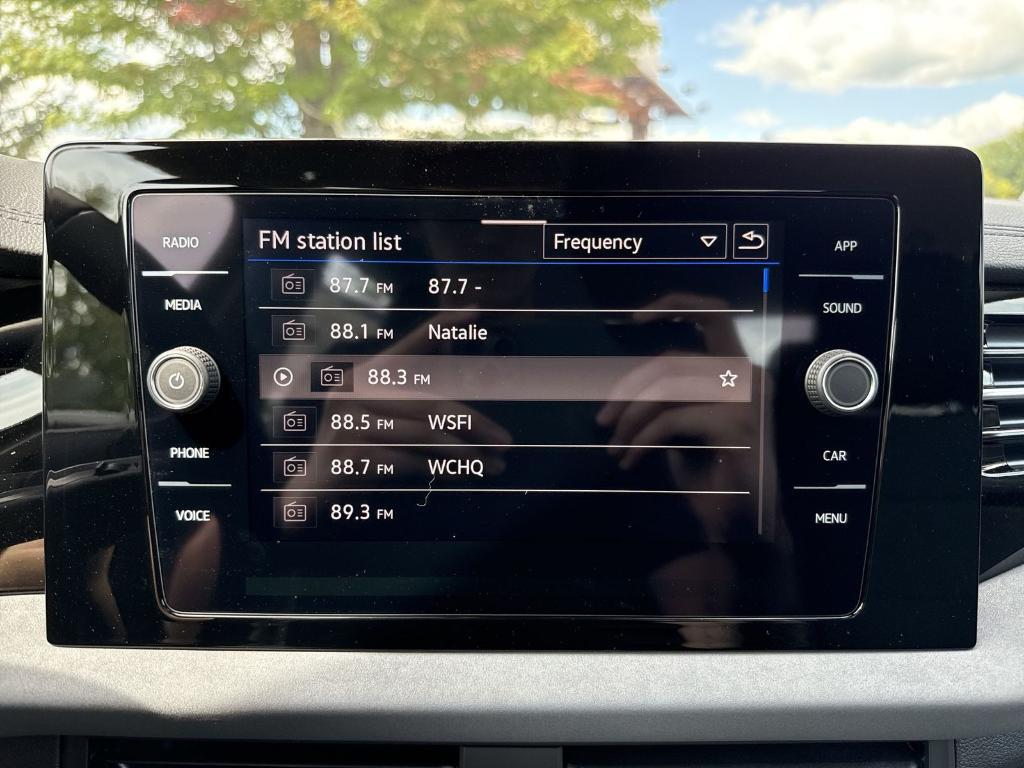 RADIO
MEDIA
PHONE
VOICE
FM station list
Frequency
87.7 FM 87.7 -
88.1 FM Natalie
88.3 FM
88.5 FM WSFI
88.7 FM WCHQ
89.3 FM
APP
SOUND
CAR
MENU